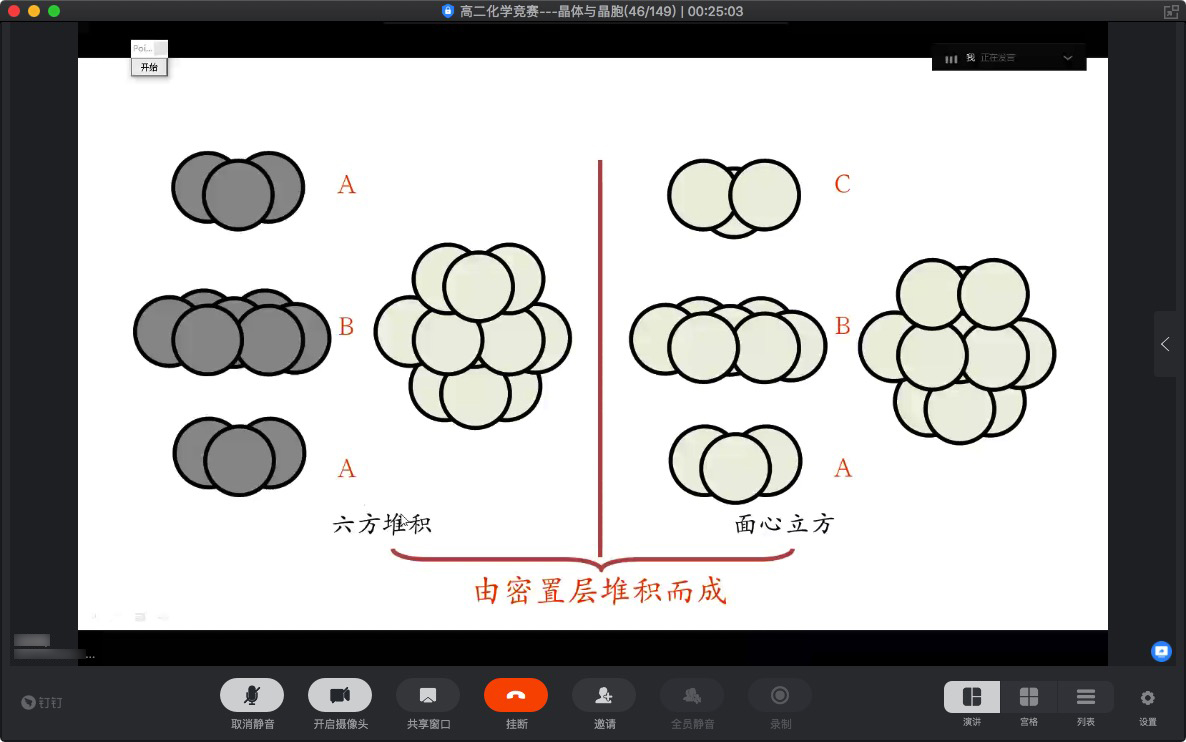 高二化学竞赛---晶体与晶胞(46/149) | 00:25:03
Poi...
开始
我 正在发言
A
B
A
C
B
A
六方堆积
面心立方
由密置层堆积而成
...
钉钉
取消静音
开启摄像头
共享窗口
挂断
邀请
全员静音
录制
演讲
宫格
列表
设置